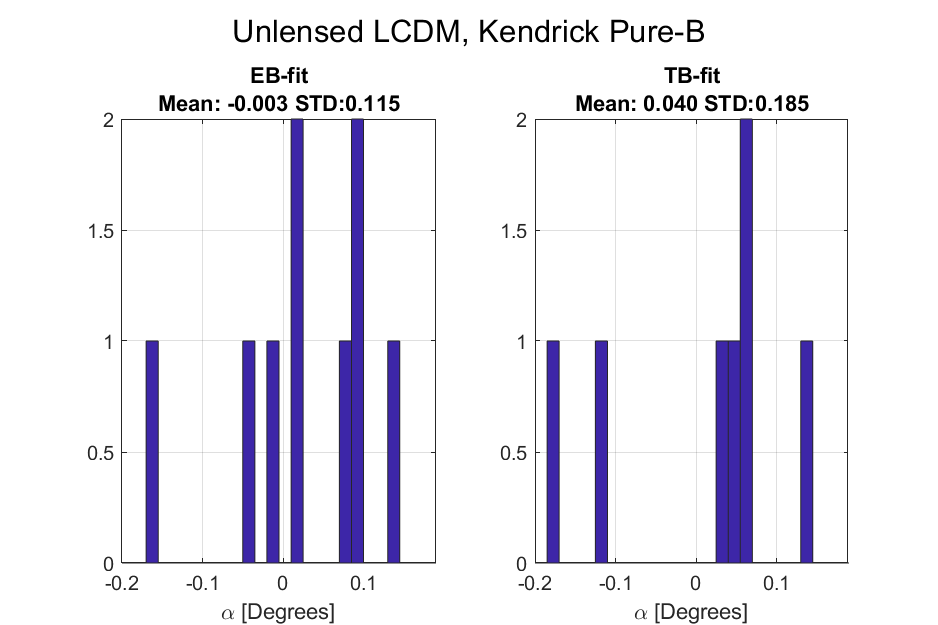 Unlensed LCDM, Kendrick Pure-B
EB-fit
Mean: -0.003 STD:0.115
2
1.5
1
0.5
0
-0.2
-0.1
0
0.1
α [Degrees]
TB-fit
Mean: 0.040 STD:0.185
2
1.5
1
0.5
0
-0.2
-0.1
0
0.1
α [Degrees]